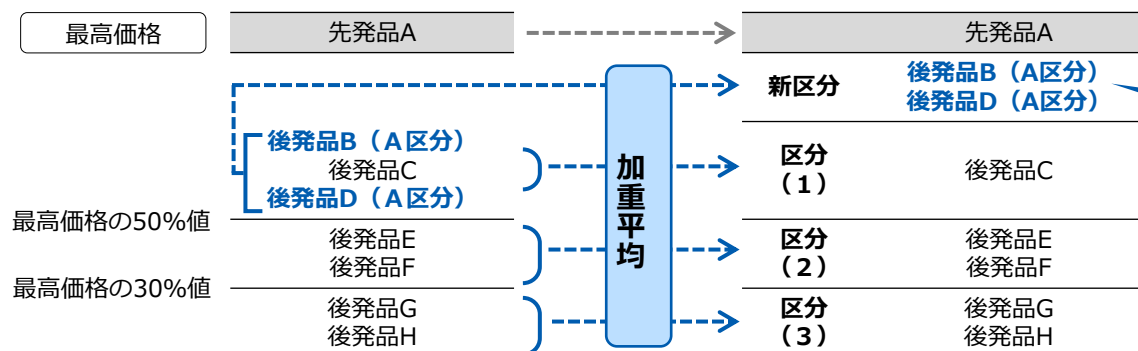 最高価格
先発品A
先発品A
新区分
後発品B（A区分）
後発品D（A区分）
後発品B（A区分）
後発品C
後発品D（A区分）
加重平均
区分
（1）
後発品C
最高価格の50%値
後発品E
後発品F
区分
（2）
後発品E
後発品F
最高価格の30%値
後発品G
後発品H
区分
（3）
後発品G
後発品H